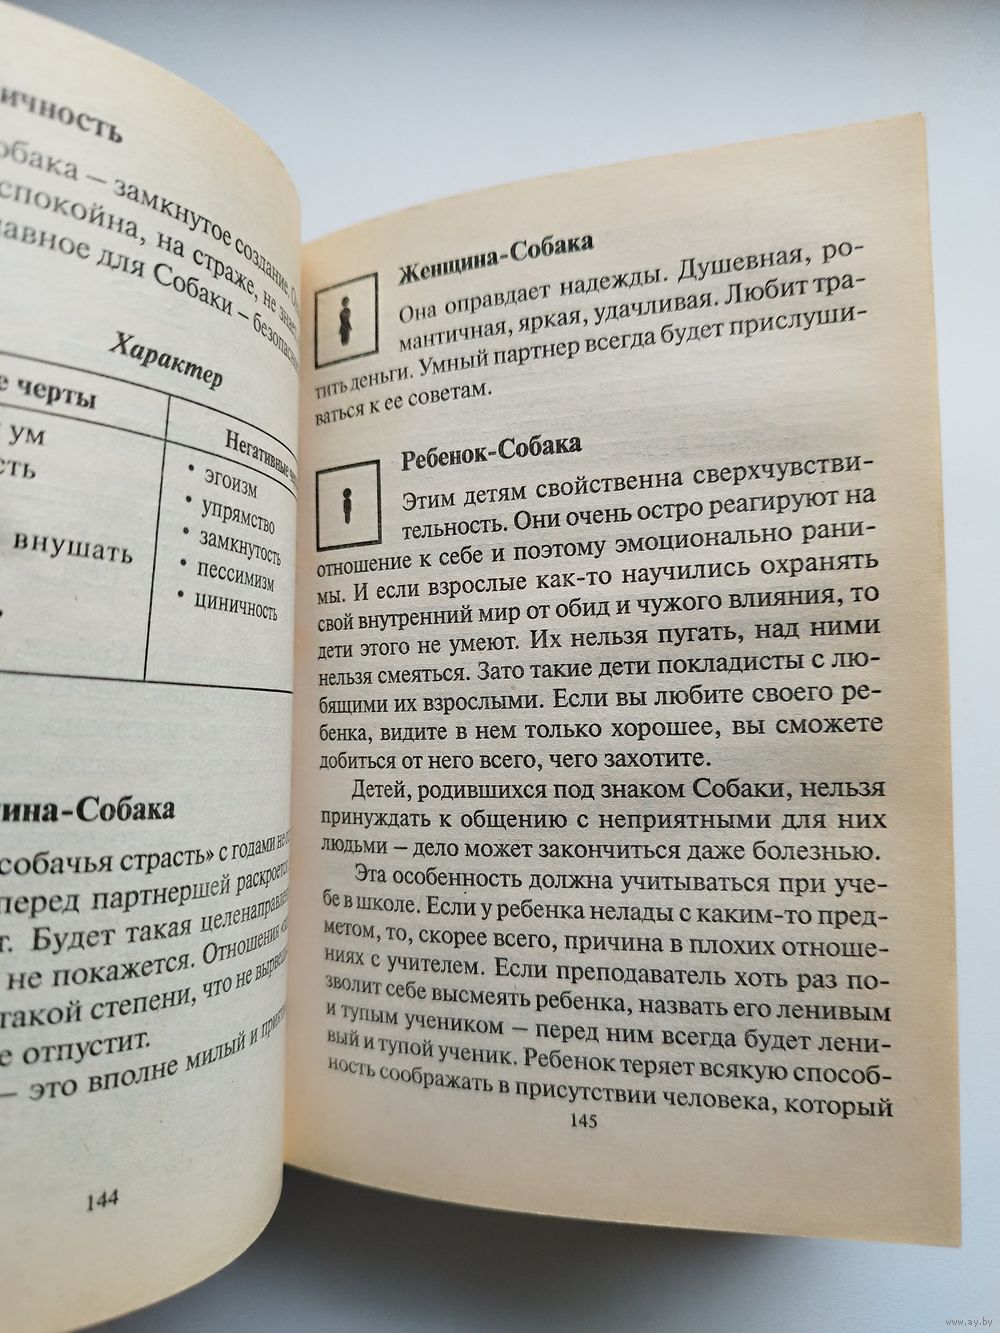 ичность
обака – замкнутое создание. Он
спокойна, на страже, не знает
лавное для Собаки – безопасно
Характер
е черты
ум
сть
внушать
Негативные че
• эгоизм
• упрямство
• замкнутость
• пессимизм
• циничность
ина-Собака
собачья страсть» с годами не
перед партнершей раскроется
т. Будет такая целенаправлен
не покажется. Отношения
такой степени, что не вырвеш
е отпустит.
– это вполне милый и
144
Женщина-Собака
Она оправдает надежды. Душевная, ро-
мантичная, яркая, удачливая. Любит тра-
тить деньги. Умный партнер всегда будет прислуши-
ваться к ее советам.
Ребенок-Собака
Этим детям свойственна сверхчувстви-
тельность. Они очень остро реагируют на
отношение к себе и поэтому эмоционально рани-
мы. И если взрослые как-то научились охранять
свой внутренний мир от обид и чужого влияния, то
дети этого не умеют. Их нельзя пугать, над ними
нельзя смеяться. Зато такие дети покладисты с лю-
бящими их взрослыми. Если вы любите своего ре-
бенка, видите в нем только хорошее, вы сможете
добиться от него всего, чего захотите.
Детей, родившихся под знаком Собаки, нельзя
принуждать к общению с неприятными для них
людьми – дело может закончиться даже болезнью.
Эта особенность должна учитываться при уче-
бе в школе. Если у ребенка нелады с каким-то пред-
метом, то, скорее всего, причина в плохих отноше-
ниях с учителем. Если преподаватель хоть раз по-
зволит себе высмеять ребенка, назвать его ленивым
и тупым учеником – перед ним всегда будет лени-
вый и тупой ученик. Ребенок теряет всякую способ-
ность соображать в присутствии человека, который
145
www.ay.by